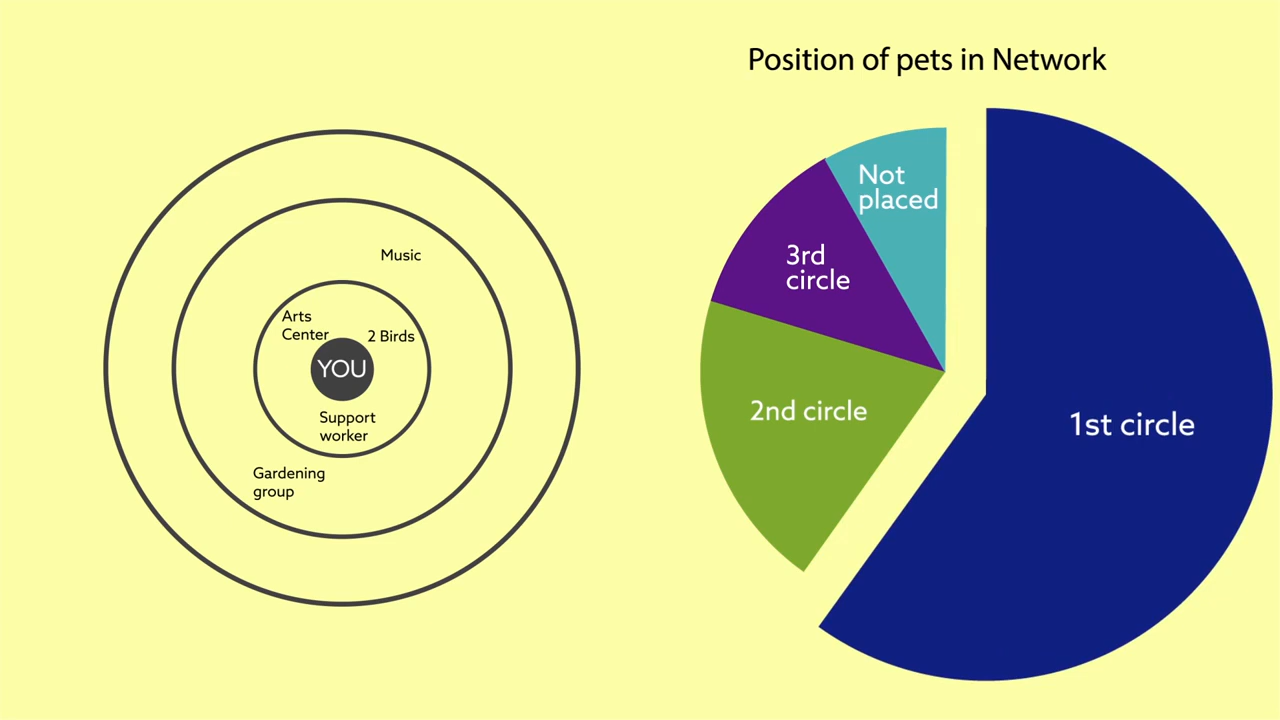 Position of pets in Network
Music
Arts
Center
2 Birds
YOU
Support
worker
Gardening
group
Not
placed
3rd
circle
2nd circle
1st circle